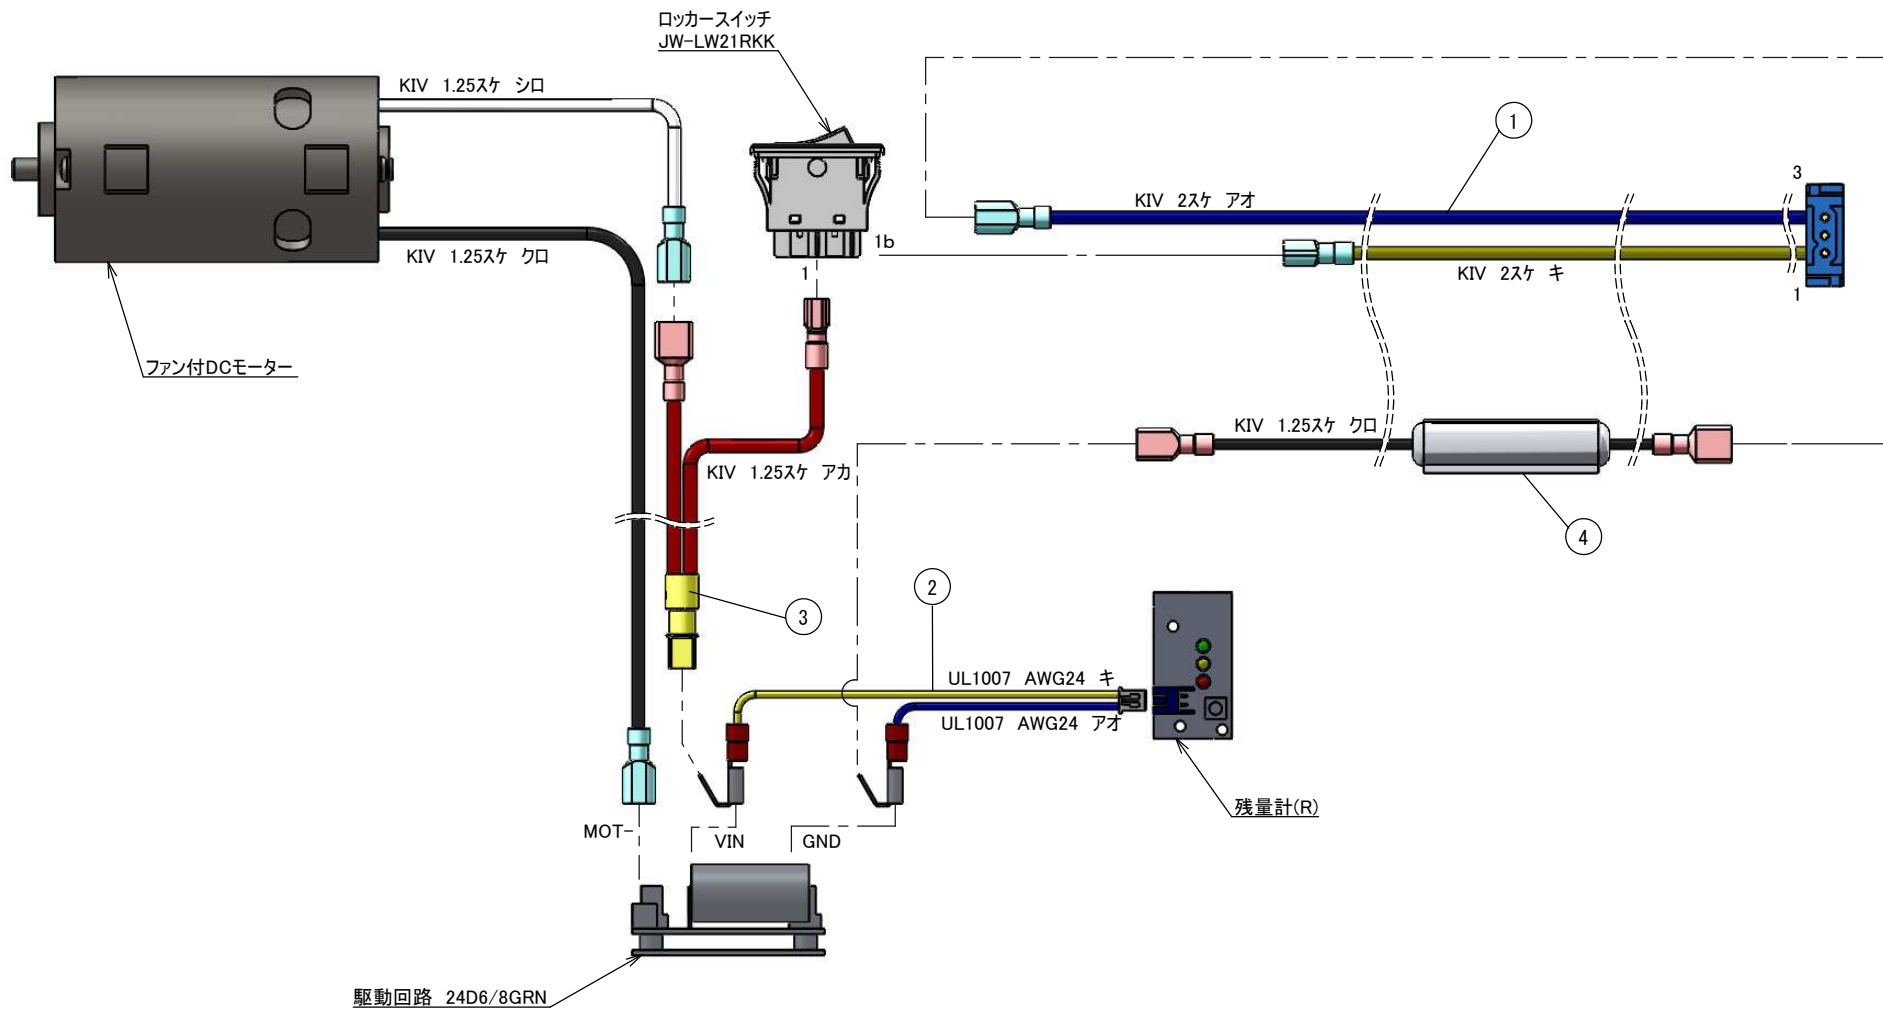 ロッカースイッチ
JW-LW21RKK
KIV 1.25スケ シロ
1
3
KIV 2スケ アオ
KIV 1.25スケ クロ
1b
1
KIV 2スケ キ
1
ファン付DCモーター
KIV 1.25スケ クロ
KIV 1.25スケ アカ
4
2
3
UL1007 AWG24 キ
UL1007 AWG24 アオ
残量計(R)
MOT-
VIN
GND
駆動回路 24D6/8GRN